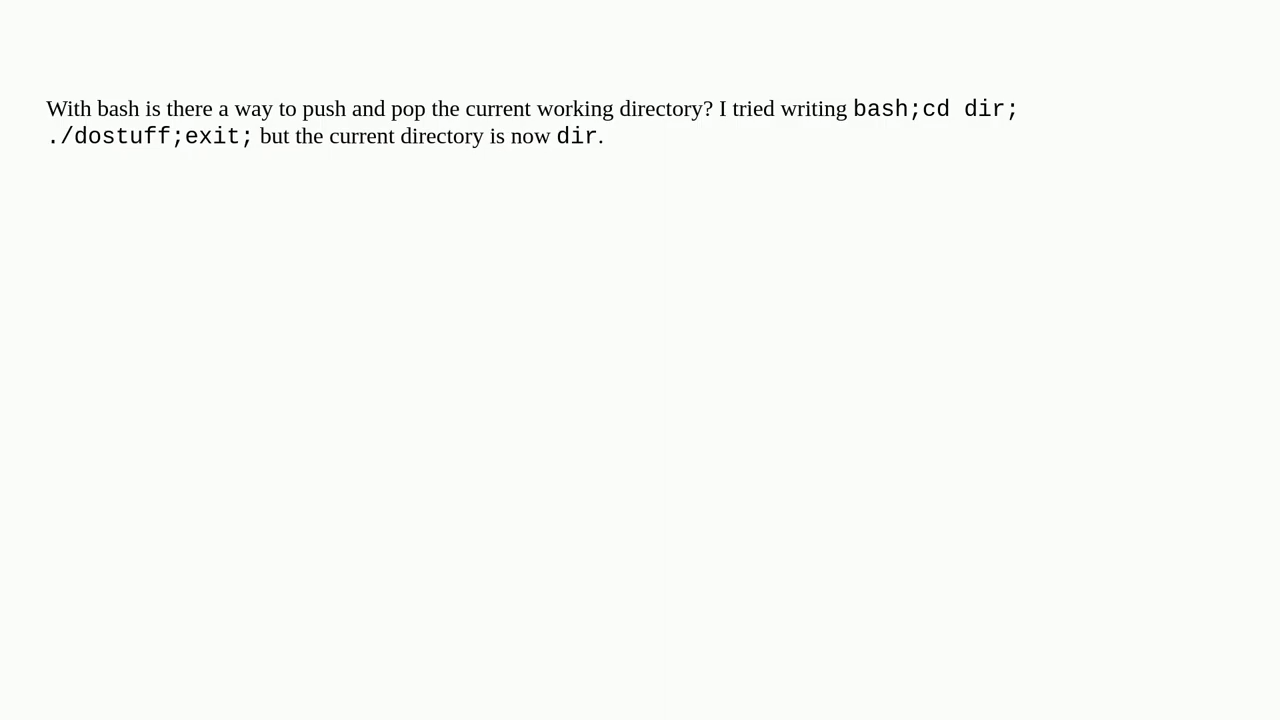 With bash is there a way to push and pop the current working directory? I tried writing bash;cd dir;
./dostuff;exit; but the current directory is now dir.